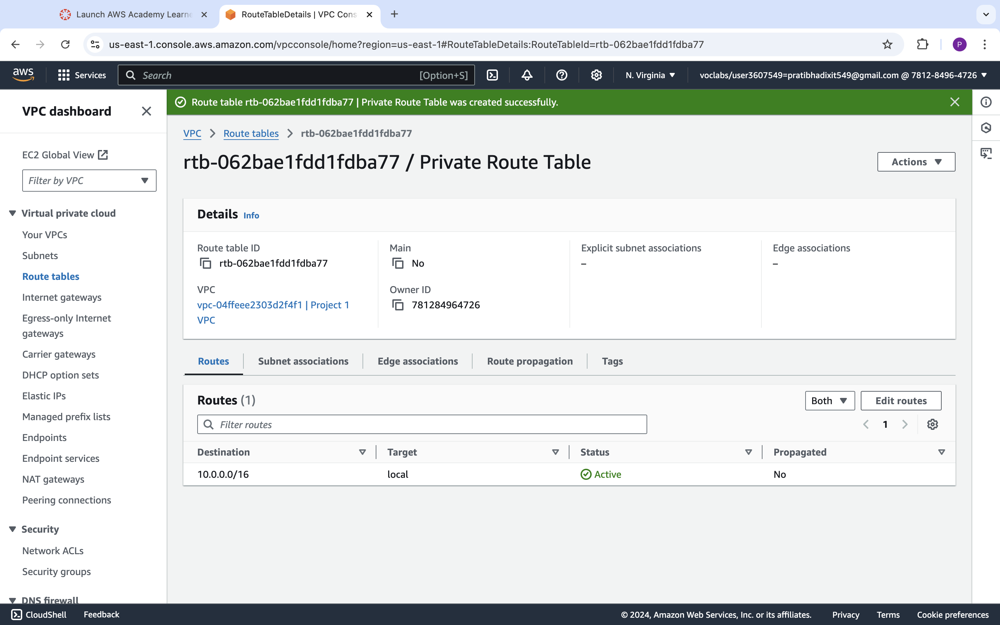 Launch AWS Academy Learne
RouteTableDetails | VPC Cons
us-east-1.console.aws.amazon.com/vpcconsole/home?region=us-east-1#RouteTableDetails:RouteTableId=rtb-062bae1fdd1fdba77
P
aws
Services
Search
[Option+S]
N. Virginia
voclabs/user3607549=pratibhadixit549@gmail.com @ 7812-8496-4726
VPC dashboard
EC2 Global View
Filter by VPC
Virtual private cloud
Your VPCs
Subnets
Route tables
Internet gateways
Egress-only Internet
gateways
Carrier gateways
DHCP option sets
Elastic IPs
Managed prefix lists
Endpoints
Endpoint services
NAT gateways
Peering connections
Security
Network ACLs
Security groups
DNS firewall
Route table rtb-062bae1fdd1fdba77 | Private Route Table was created successfully.
VPC > Route tables > rtb-062bae1fdd1fdba77
rtb-062bae1fdd1fdba77 / Private Route Table
Actions
Details Info
Route table ID
rtb-062bae1fdd1fdba77
Main
No
Explicit subnet associations
–
Edge associations
–
VPC
vpc-04ffeee2303d2f4f1 | Project 1
VPC
Owner ID
781284964726
Routes
Subnet associations
Edge associations
Route propagation
Tags
Routes (1)
Both
Edit routes
Filter routes
1
Destination Target Status Propagated
10.0.0.0/16 local Active No
CloudShell Feedback
© 2024, Amazon Web Services, Inc. or its affiliates. Privacy Terms Cookie preferences